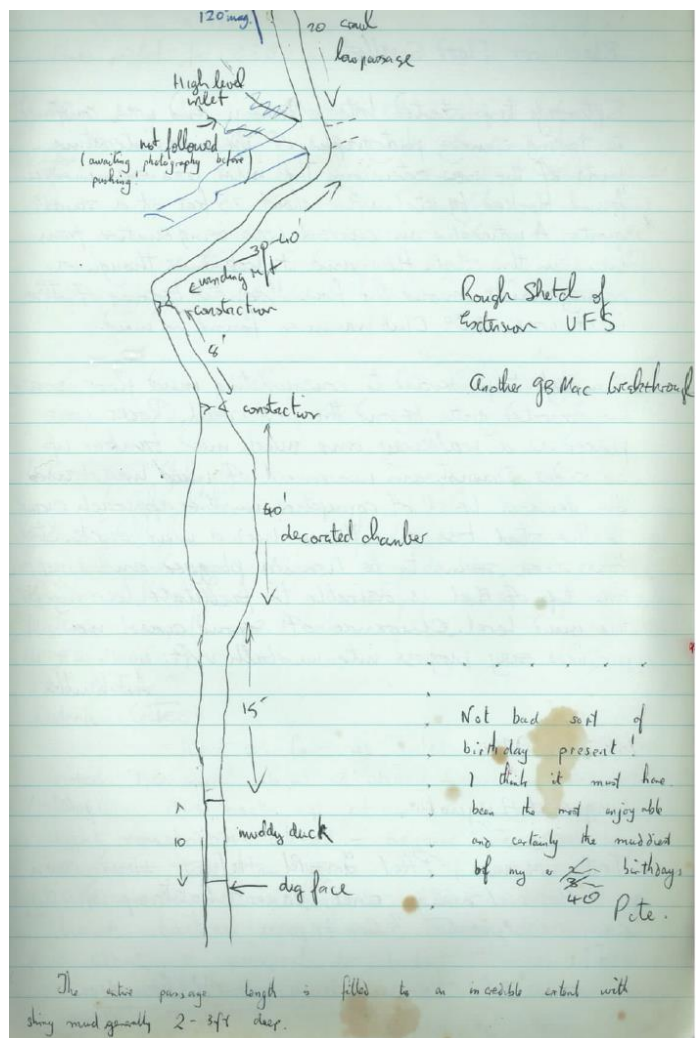 120° mag.
20 crawl
low passage
High level
inlet
not followed
(awaiting photography before
pushing!
30-40'
winding r/ft
constriction
8'
constriction
Rough Sketch of
Extension UFS
Another GB Mac breakthrough
40'
decorated chamber
15'
10
muddy duck
dig face
Not bad sort of
birthday present!
I think it must have
been the most enjoyable
and certainly the muddiest
of my birthdays
40
Pete.
The entire passage length is filled to an incredible extent with
shiny mud generally 2-3ft deep.